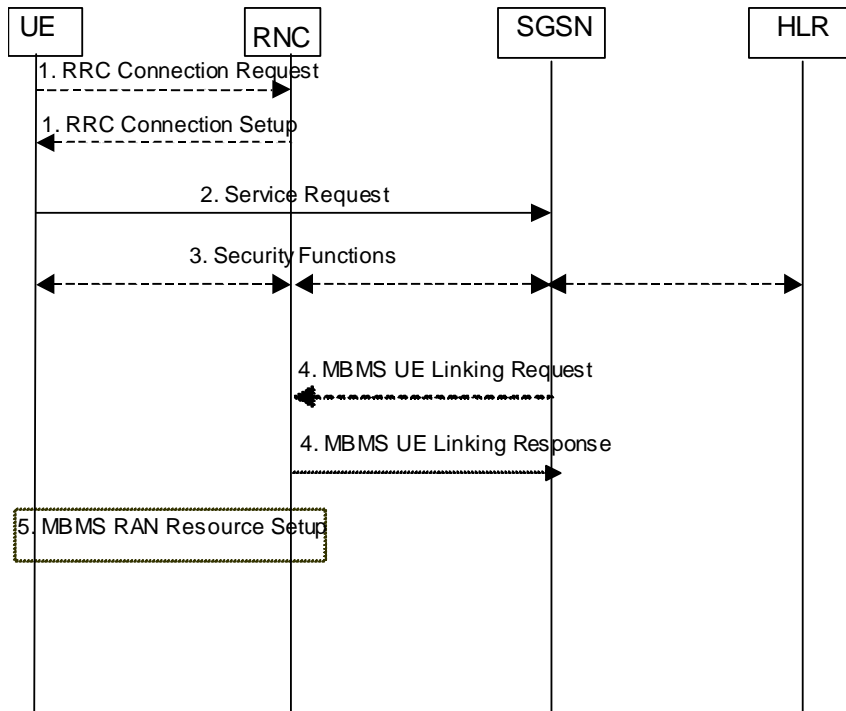 UE
RNC
SGSN
HLR
1. RRC Connection Request
1. RRC Connection Setup
2. Service Request
3. Security Functions
4. MBMS UE Linking Request
4. MBMS UE Linking Response
5. MBMS RAN Resource Setup